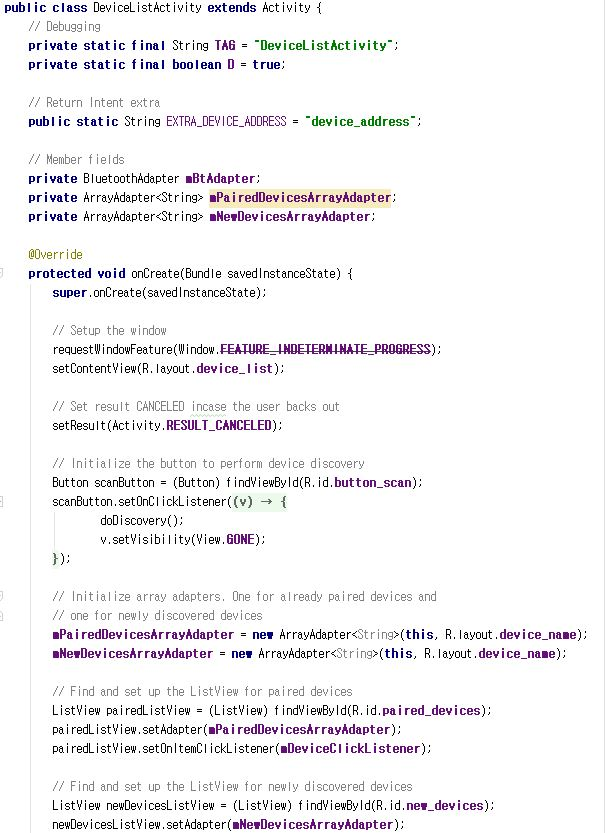 public class DeviceListActivity extends Activity {
// Debugging
private static final String TAG = "DeviceListActivity";
private static final boolean D = true;
// Return Intent extra
public static String EXTRA_DEVICE_ADDRESS = "device_address";
// Member fields
private BluetoothAdapter mBtAdapter;
private ArrayAdapter<String> mPairedDevicesArrayAdapter;
private ArrayAdapter<String> mNewDevicesArrayAdapter;
@Override
protected void onCreate(Bundle savedInstanceState) {
super.onCreate(savedInstanceState);
// Setup the window
requestWindowFeature(Window.FEATURE_INDETERMINATE_PROGRESS);
setContentView(R.layout.device_list);
// Set result CANCELED incase the user backs out
setResult(Activity.RESULT_CANCELED);
// Initialize the button to perform device discovery
Button scanButton = (Button) findViewById(R.id.button_scan);
scanButton.setOnClickListener((v) → {
doDiscovery();
v.setVisibility(View.GONE);
});
// Initialize array adapters. One for already paired devices and
// one for newly discovered devices
mPairedDevicesArrayAdapter = new ArrayAdapter<String>(this, R.layout.device_name);
mNewDevicesArrayAdapter = new ArrayAdapter<String>(this, R.layout.device_name);
// Find and set up the ListView for paired devices
ListView pairedListView = (ListView) findViewById(R.id.paired_devices);
pairedListView.setAdapter(mPairedDevicesArrayAdapter);
pairedListView.setOnItemClickListener(mDeviceClickListener);
// Find and set up the ListView for newly discovered devices
ListView newDevicesListView = (ListView) findViewById(R.id.new_devices);
newDevicesListView.setAdapter(mNewDevicesArrayAdapter);